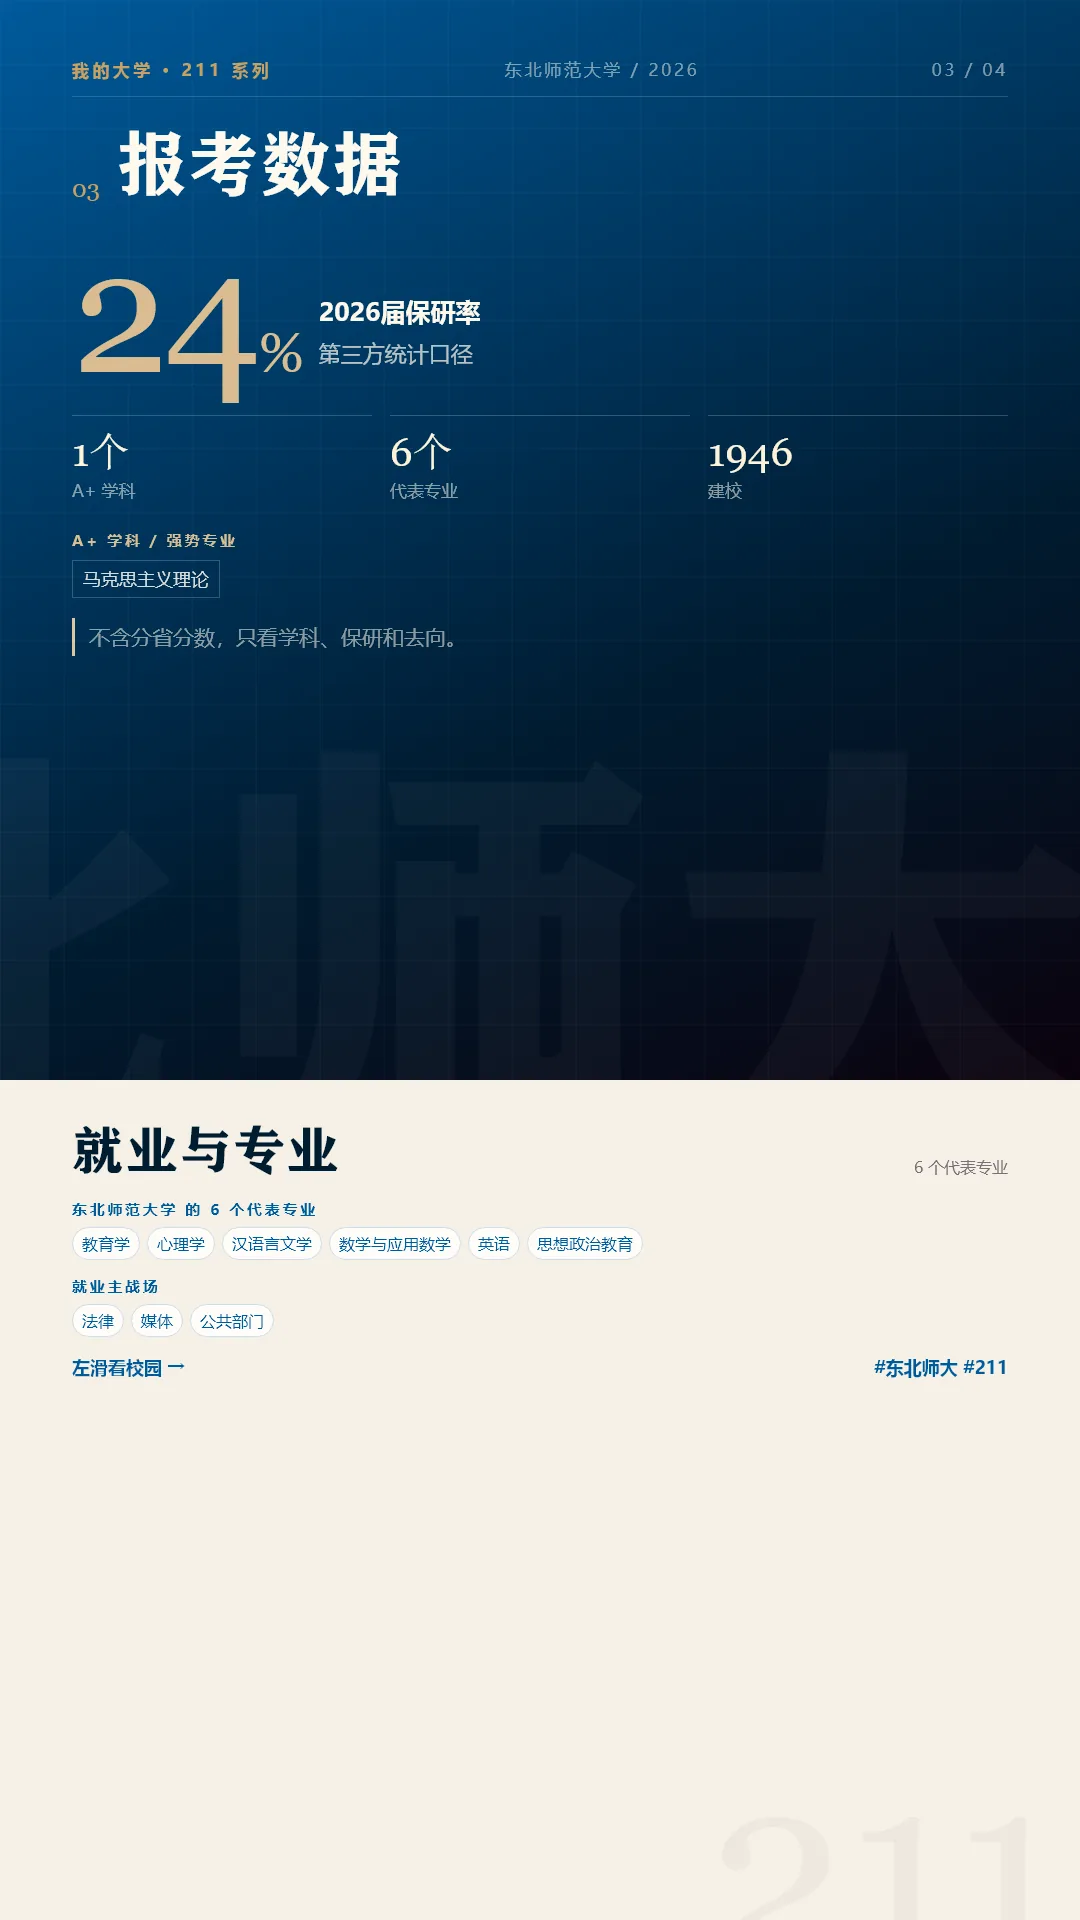 我的大学 · 211 系列
东北师范大学 / 2026
03 / 04
03 报考数据
24%
2026届保研率
第三方统计口径
1个
A+ 学科
6个
代表专业
1946
建校
A+ 学科 / 强势专业
马克思主义理论
不含分省分数，只看学科、保研和去向。
北师大
就业与专业
6 个代表专业
东北师范大学 的 6 个代表专业
教育学 心理学 汉语言文学 数学与应用数学 英语 思想政治教育
就业主战场
法律 媒体 公共部门
左滑看校园 →
#东北师大 #211
211